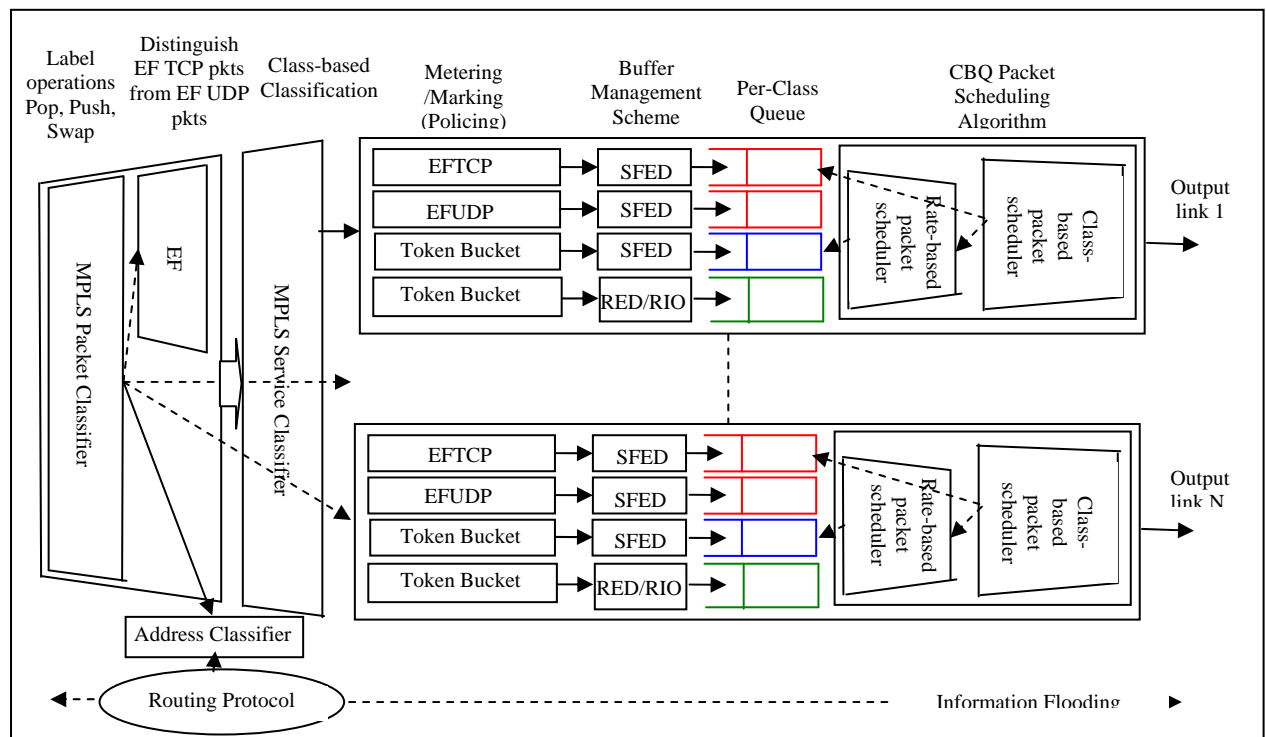 Label
operations
Pop, Push,
Swap
Distinguish
EF TCP pkts
from EF UDP
pkts
Class-based
Classification
Metering
/Marking
(Policing)
Buffer
Management
Scheme
Per-Class
Queue
CBQ Packet
Scheduling
Algorithm
MPLS Packet Classifier
EF
MPLS Service Classifier
EFTCP
SFED
EFUDP
SFED
Token Bucket
SFED
Token Bucket
RED/RIO
Rate-based
packet
scheduler
Class-
based
packet
scheduler
Output
link 1
EFTCP
SFED
EFUDP
SFED
Token Bucket
SFED
Token Bucket
RED/RIO
Rate-based
packet
scheduler
Class-
based
packet
scheduler
Output
link N
Address Classifier
Routing Protocol
Information Flooding